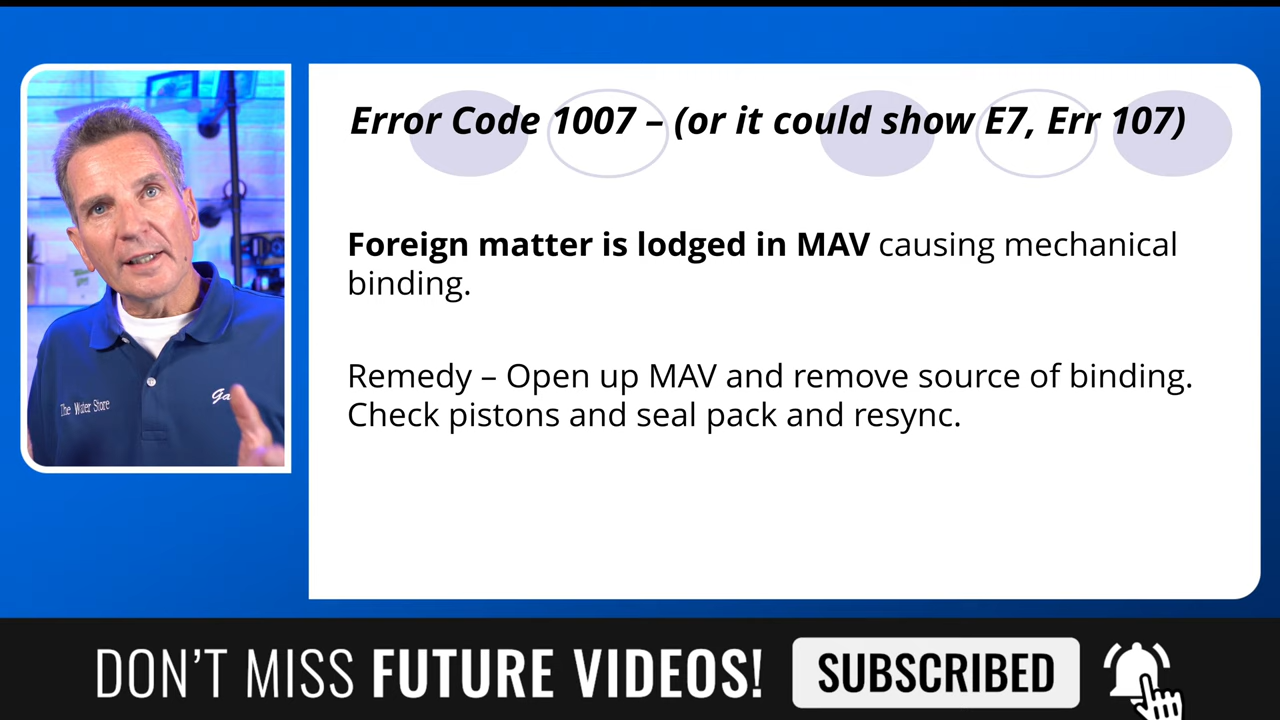 Error Code 1007 – (or it could show E7, Err 107)
Foreign matter is lodged in MAV causing mechanical
binding.
Remedy – Open up MAV and remove source of binding.
Check pistons and seal pack and resync.
The Water Store
Ga
DON'T MISS FUTURE VIDEOS!
SUBSCRIBED